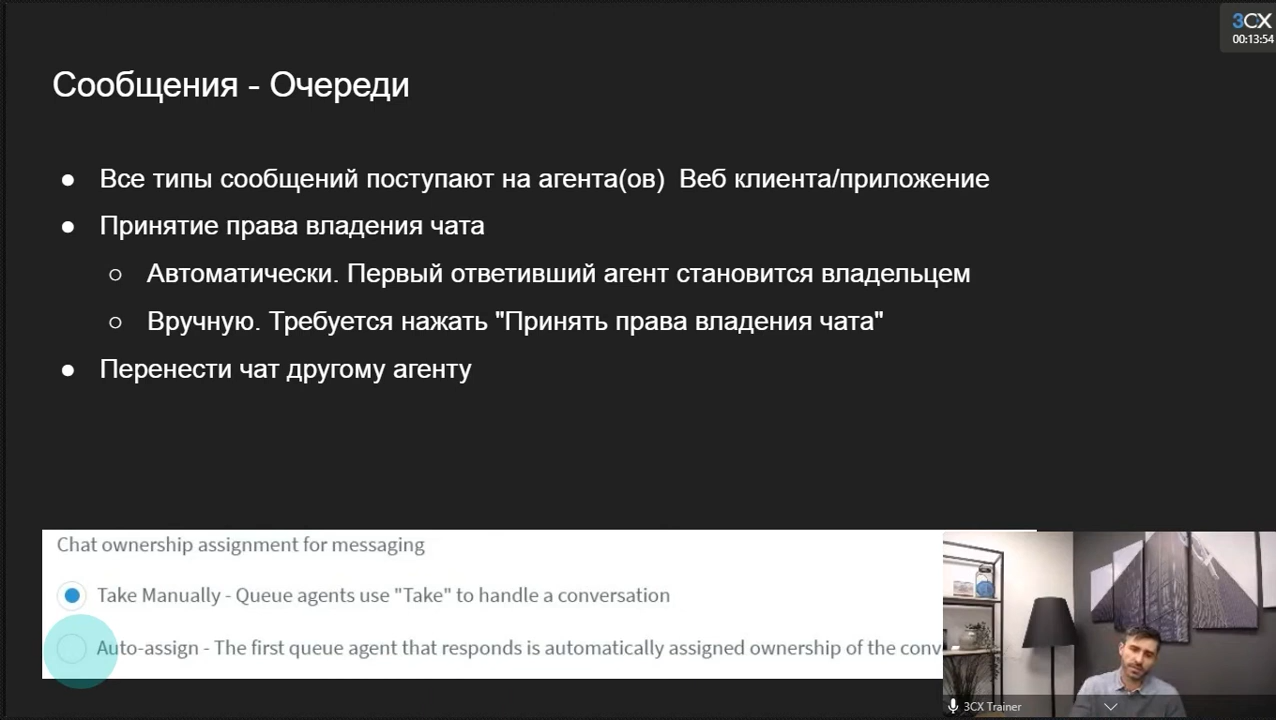 3CX
00:13:54
Сообщения - Очереди
● Все типы сообщений поступают на агента(ов) Веб клиента/приложение
● Принятие права владения чата
○ Автоматически. Первый ответивший агент становится владельцем
○ Вручную. Требуется нажать "Принять права владения чата"
● Перенести чат другому агенту
Chat ownership assignment for messaging
Take Manually - Queue agents use "Take" to handle a conversation
Auto-assign - The first queue agent that responds is automatically assigned ownership of the conv
3CX Trainer